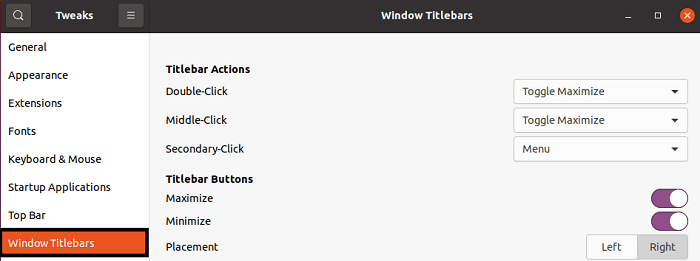 Tweaks
Window Titlebars
General
Appearance
Extensions
Fonts
Keyboard & Mouse
Startup Applications
Top Bar
Window Titlebars
Titlebar Actions
Double-Click Toggle Maximize
Middle-Click Toggle Maximize
Secondary-Click Menu
Titlebar Buttons
Maximize
Minimize
Placement Left Right